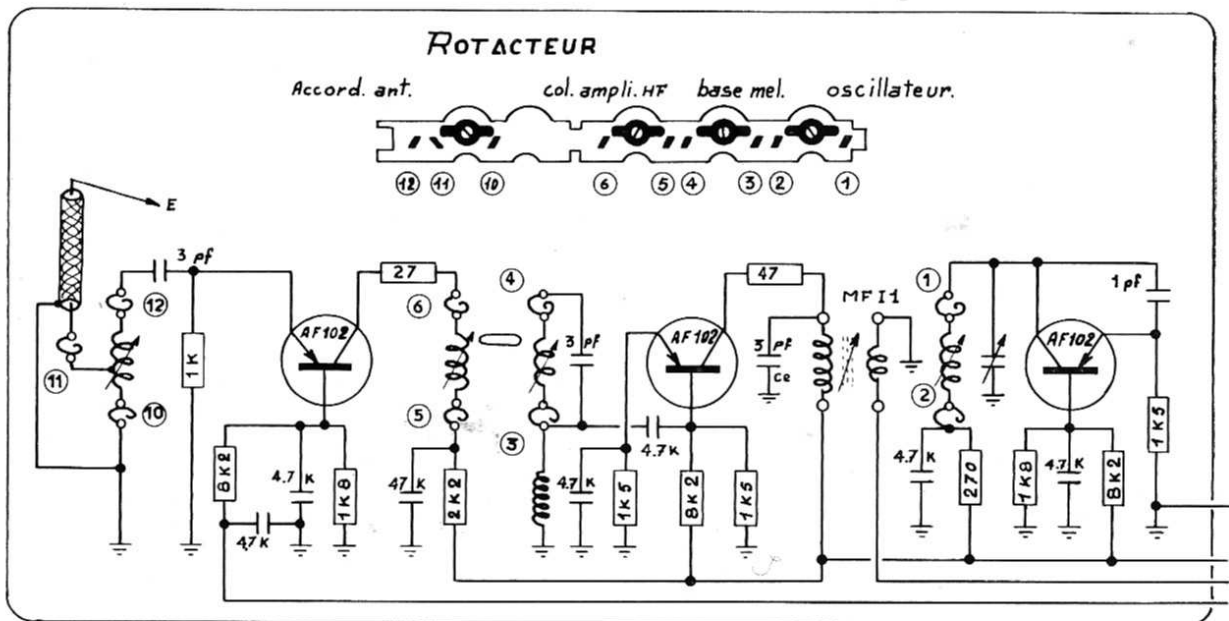 ROTACTEUR
Accord. ant.
col. ampli. HF
base mel.
oscillateur.
12
11
10
6
5
4
3
2
1
E
3 pf
12
11
10
1K
AF102
27
6
5
4
3
3 pf
AF102
47
3 pf
ce
MFI1
1
2
AF102
1 pf
8K2
4.7 K
1K8
4,7 K
47 K
2K2
4.7 K
1K5
4.7 K
8K2
1K5
4.7 K
270
1K8
4.7 K
8K2
1K5